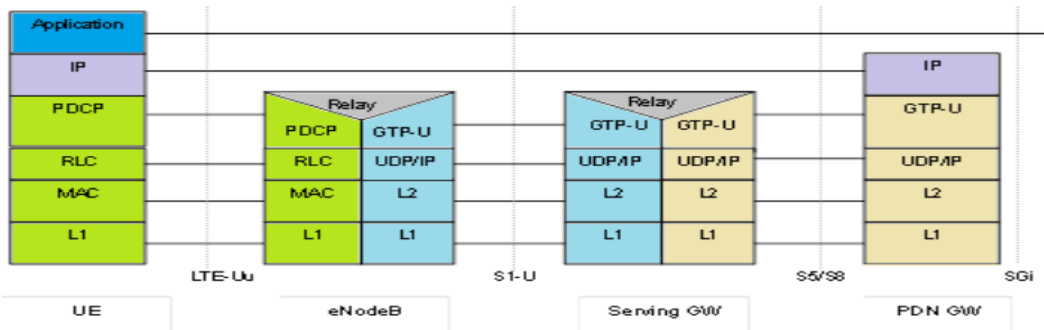 Application
IP
IP
PDCP
Relay
Relay
GTP-U
PDCP
GTP-U
GTP-U
GTP-U
RLC
RLC
UDP/IP
UDP/IP
UDP/IP
UDP/IP
MAC
MAC
L2
L2
L2
L2
L1
L1
L1
L1
L1
L1
LTE-Uu
S1-U
S5/S8
SGi
UE
eNodeB
Serving GW
PDN GW